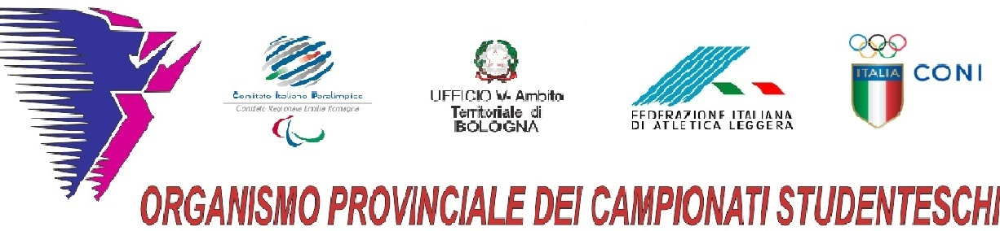 Comitato Italiano Paralimpico
Comitato Regionale Emilia Romagna
UFFICIO V- Ambito
Territoriale di
BOLOGNA
FEDERAZIONE ITALIANA
DI ATLETICA LEGGERA
ITALIA
CONI
ORGANISMO PROVINCIALE DEI CAMPIONATI STUDENTESCHI